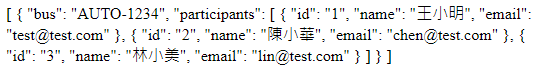 [ { "bus": "AUTO-1234", "participants": [ { "id": "1", "name": "王小明", "email":
"test@test.com" }, { "id": "2", "name": "陳小華", "email": "chen@test.com" }, {
"id": "3", "name": "林小美", "email": "lin@test.com" } ] } ]